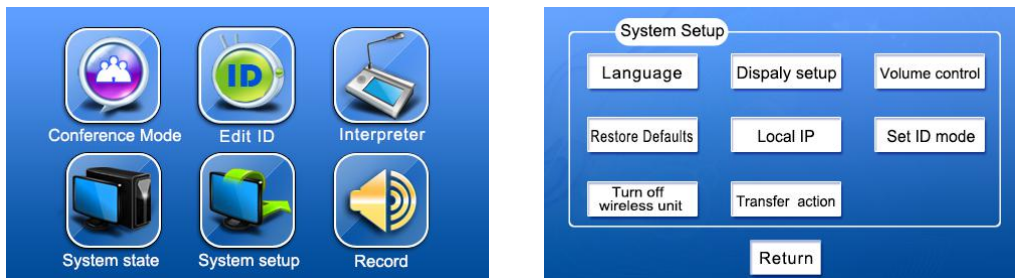 ID
Conference Mode
Edit ID
Interpreter
System state
System setup
Record
System Setup
Language
Dispaly setup
Volume control
Restore Defaults
Local IP
Set ID mode
Turn off
wireless unit
Transfer action
Return